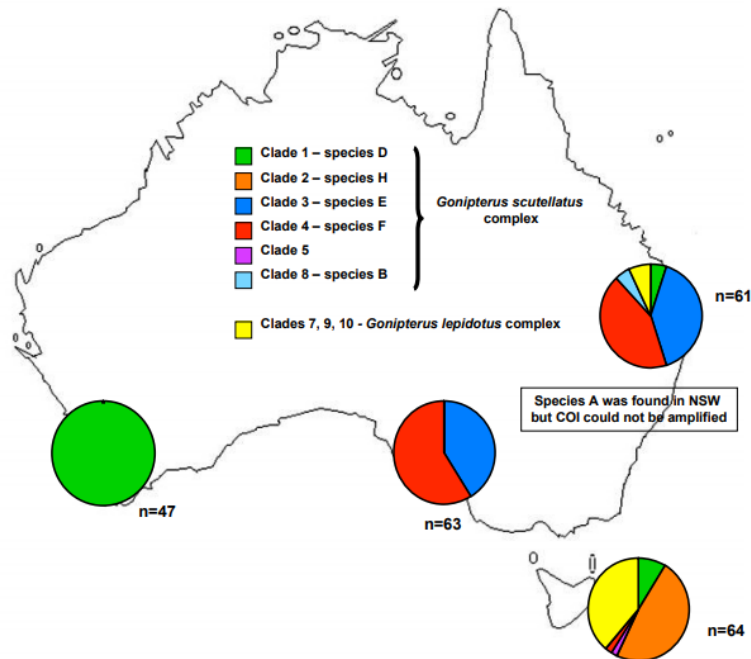 Clade 1 – species D
Clade 2 – species H
Clade 3 – species E
Clade 4 – species F
Clade 5
Clade 8 – species B
Gonipterus scutellatus
complex
Clades 7, 9, 10 - Gonipterus lepidotus complex
n=61
Species A was found in NSW
but COI could not be amplified
n=47
n=63
n=64